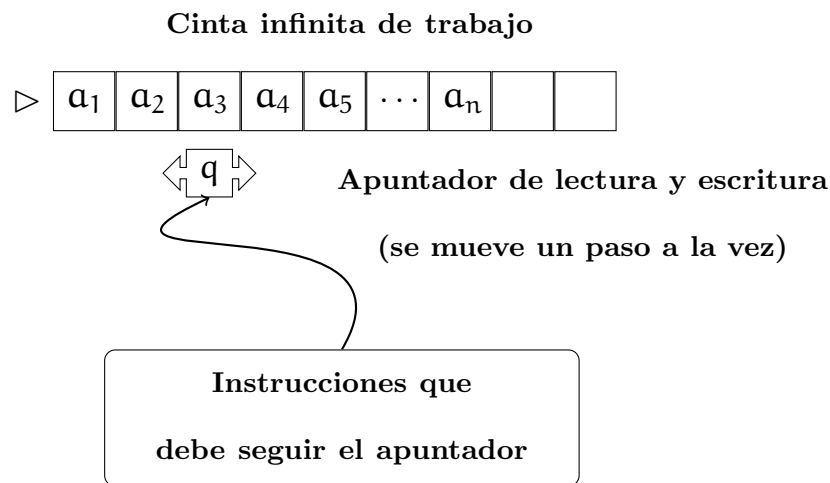 Cinta infinita de trabajo
▷ a₁ a₂ a₃ a₄ a₅ ⋯ aₙ
q
Apuntador de lectura y escritura
(se mueve un paso a la vez)
Instrucciones que
debe seguir el apuntador